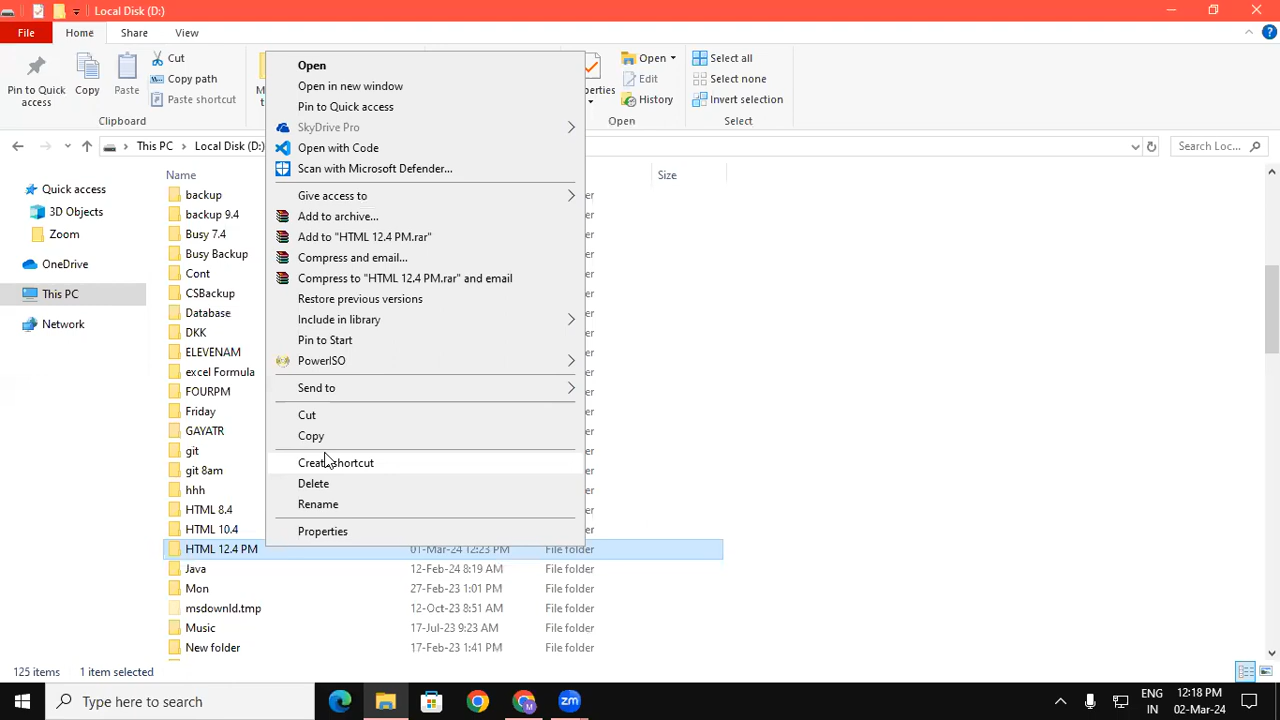 Local Disk (D:)
File Home Share View
Pin to Quick access
Copy
Paste
Cut
Copy path
Paste shortcut
Open
Edit
History
Select all
Select none
Invert selection
Clipboard Open Select
This PC Local Disk (D:)
Search Loc...
Name Size
Quick access
3D Objects
Zoom
OneDrive
This PC
Network
backup
backup 9.4
Busy 7.4
Busy Backup
Cont
CSBackup
Database
DKK
ELEVENAM
excel Formula
FOURPM
Friday
GAYATR
git
git 8am
hhh
HTML 8.4
HTML 10.4
HTML 12.4 PM 01-Mar-24 12:23 PM File folder
Java 12-Feb-24 8:19 AM File folder
Mon 27-Feb-23 1:01 PM File folder
msdownld.tmp 12-Oct-23 8:51 AM File folder
Music 17-Jul-23 9:23 AM File folder
New folder 17-Feb-23 1:41 PM File folder
Open
Open in new window
Pin to Quick access
SkyDrive Pro
Open with Code
Scan with Microsoft Defender...
Give access to
Add to archive...
Add to "HTML 12.4 PM.rar"
Compress and email...
Compress to "HTML 12.4 PM.rar" and email
Restore previous versions
Include in library
Pin to Start
PowerISO
Send to
Cut
Copy
Create shortcut
Delete
Rename
Properties
125 items 1 item selected
Type here to search
zm
ENG
IN
12:18 PM
02-Mar-24